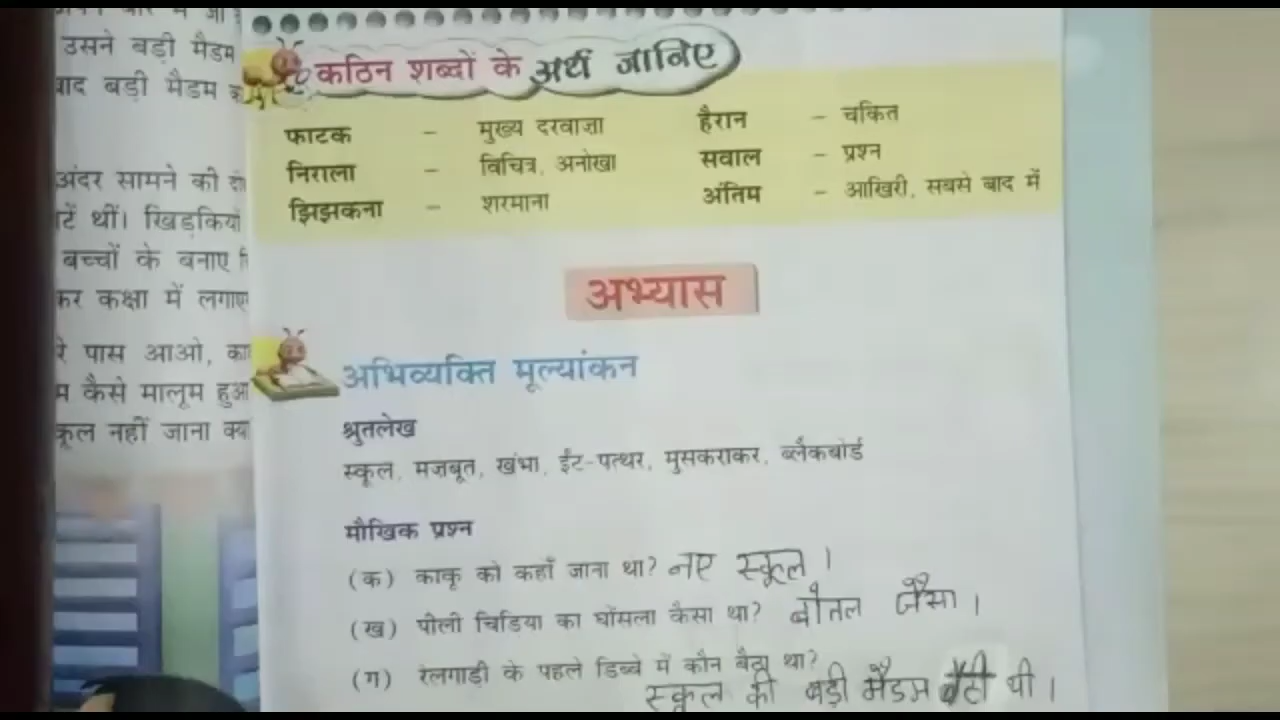 उसने बड़ी मैडम
बाद बड़ी मैडम
अंदर सामने की
थीं। खिड़कियों
बच्चों के बनाए
कर कक्षा में लगाए
पास आओ,
कैसे मालूम हुआ
नहीं जाना
कठिन शब्दों के अर्थ जानिए
फाटक – मुख्य दरवाज़ा हैरान – चकित
निराला – विचित्र, अनोखा सवाल – प्रश्न
झिझकना – शरमाना अंतिम – आखिरी, सबसे बाद में
अभ्यास
अभिव्यक्ति मूल्यांकन
श्रुतलेख
स्कूल, मज़बूत, खंभा, ईंट-पत्थर, मुसकराकर, ब्लैकबोर्ड
मौखिक प्रश्न
(क) काकू को कहाँ जाना था? नए स्कूल ।
(ख) पीली चिड़िया का घोंसला कैसा था? बोतल जैसा ।
(ग) रेलगाड़ी के पहले डिब्बे में कौन बैठा था?
स्कूल की बड़ी मैडम बैठी थी ।